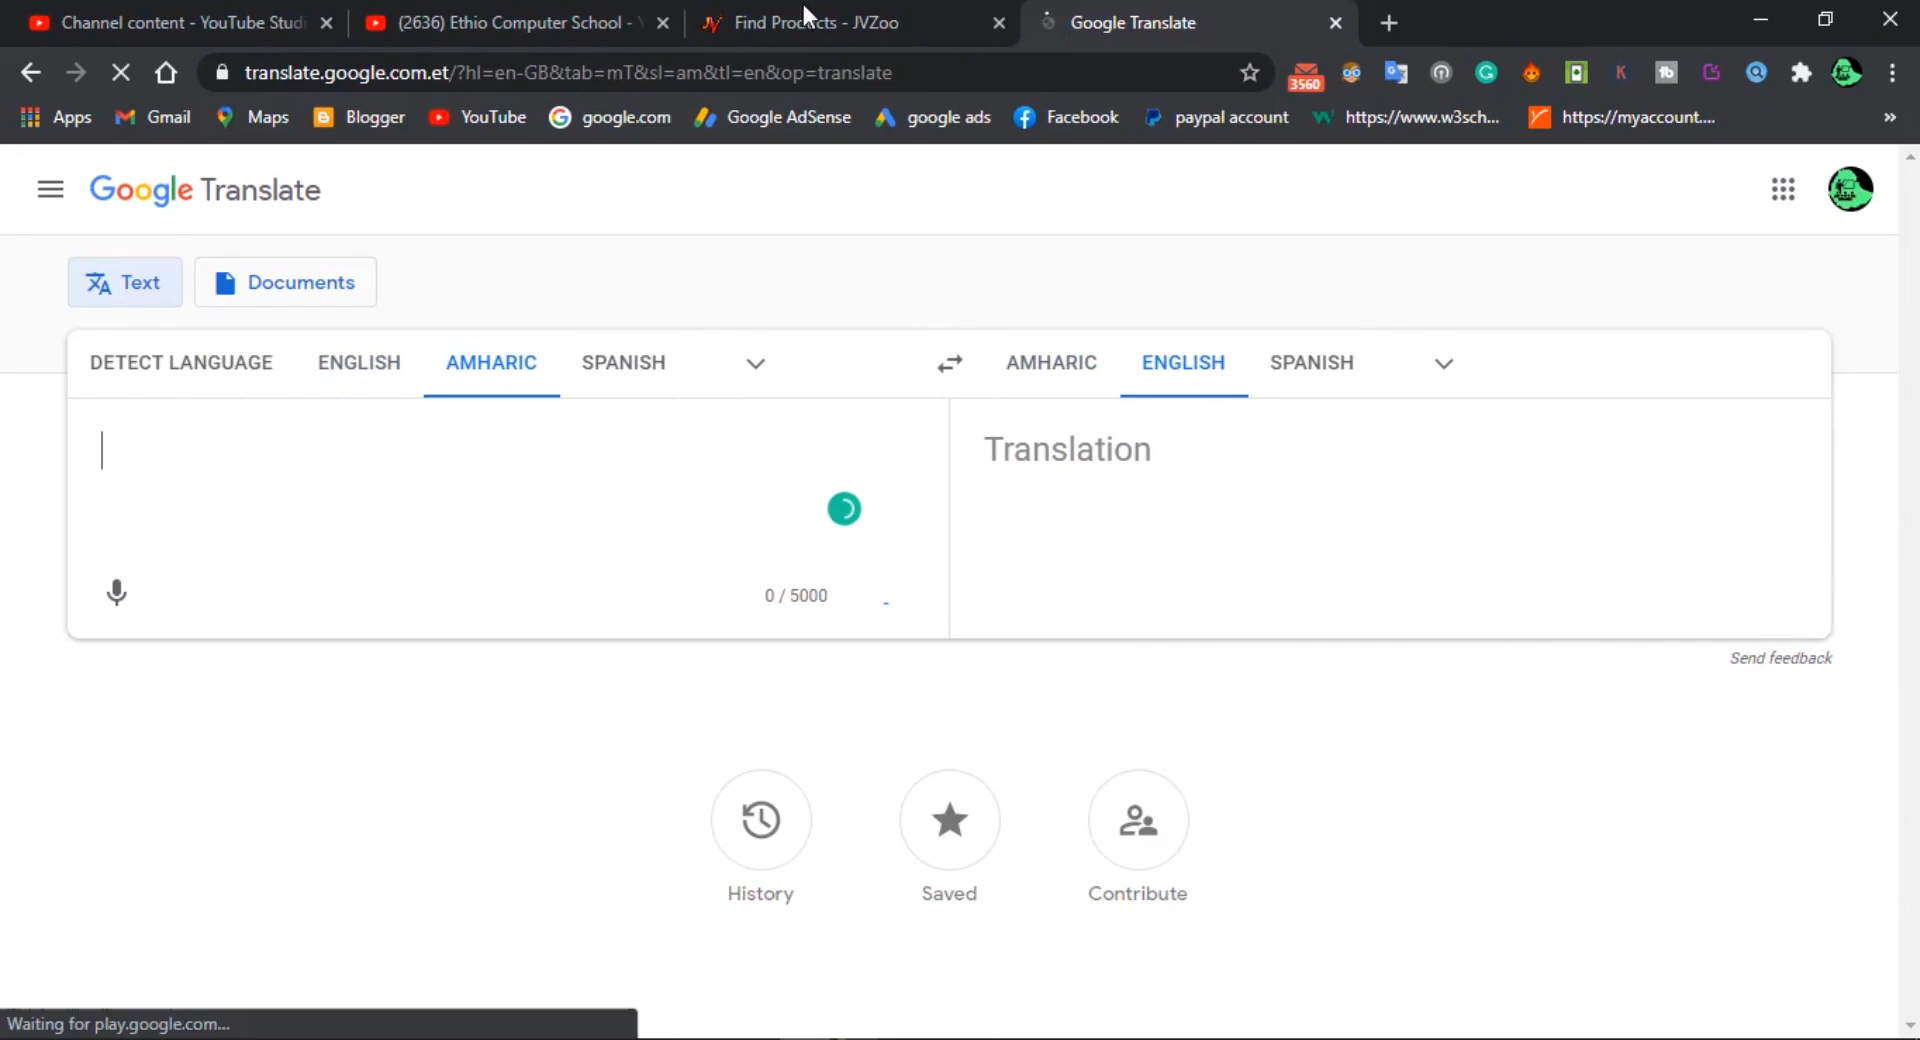 Channel content - YouTube Studi
(2636) Ethio Computer School -
Find Products - JVZoo
Google Translate
translate.google.com.et/?hl=en-GB&tab=mT&sl=am&tl=en&op=translate
3560
Apps
Gmail
Maps
Blogger
YouTube
google.com
Google AdSense
google ads
Facebook
paypal account
https://www.w3sch...
https://myaccount....
»
Google Translate
Text
Documents
DETECT LANGUAGE
ENGLISH
AMHARIC
SPANISH
AMHARIC
ENGLISH
SPANISH
Translation
0 / 5000
Send feedback
History
Saved
Contribute
Waiting for play.google.com...